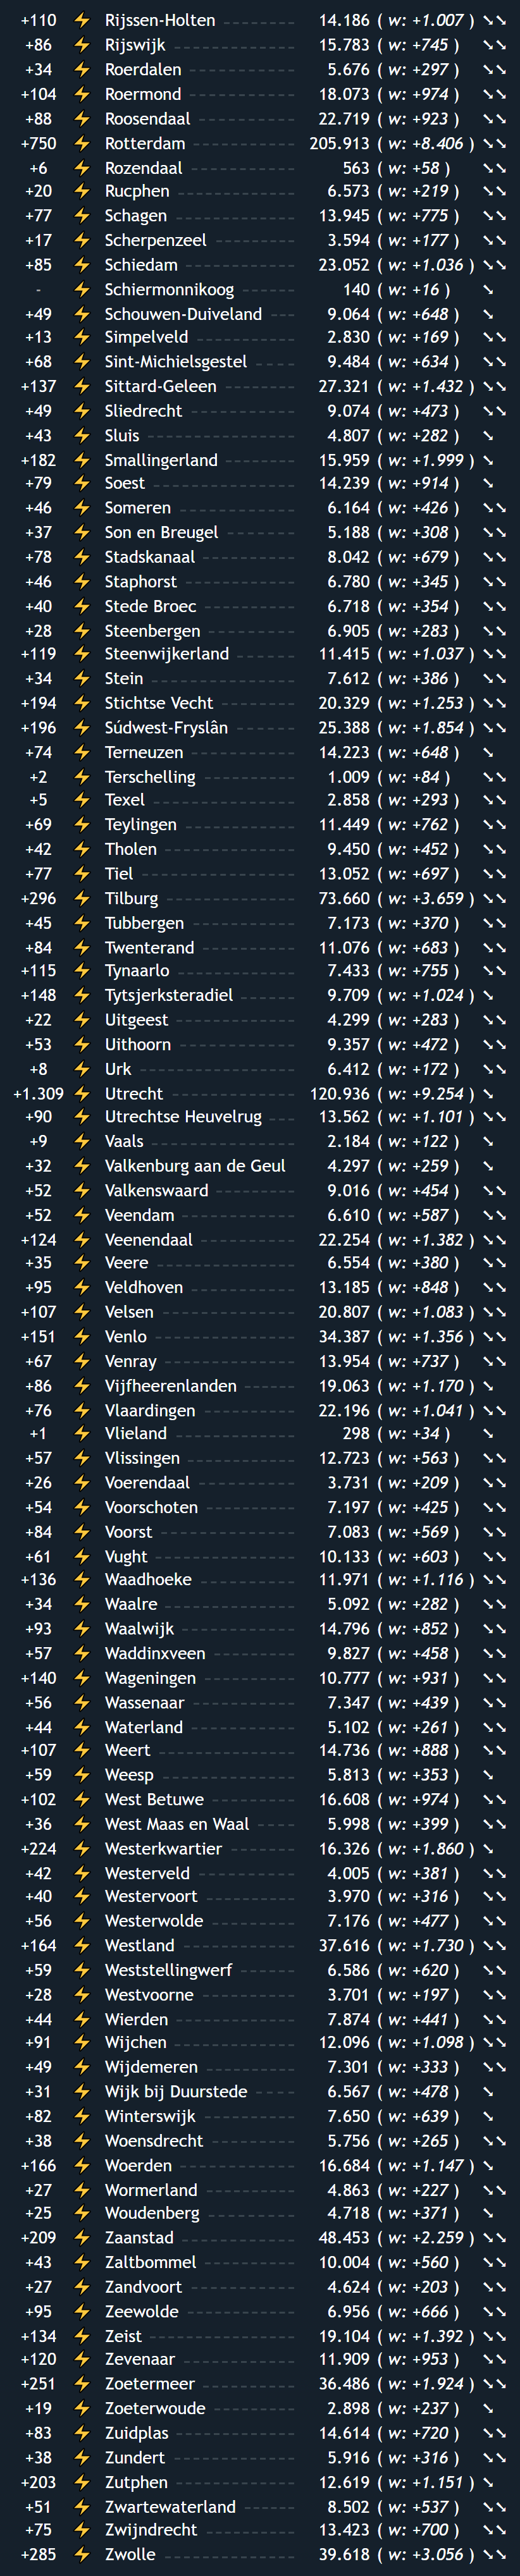 +110 ⚡ Rijssen-Holten 14.186 ( w: +1.007 ) ➘➘
+86 ⚡ Rijswijk 15.783 ( w: +745 ) ➘➘
+34 ⚡ Roerdalen 5.676 ( w: +297 ) ➘➘
+104 ⚡ Roermond 18.073 ( w: +974 ) ➘➘
+88 ⚡ Roosendaal 22.719 ( w: +923 ) ➘➘
+750 ⚡ Rotterdam 205.913 ( w: +8.406 ) ➘➘
+6 ⚡ Rozendaal 563 ( w: +58 ) ➘➘
+20 ⚡ Rucphen 6.573 ( w: +219 ) ➘➘
+77 ⚡ Schagen 13.945 ( w: +775 ) ➘➘
+17 ⚡ Scherpenzeel 3.594 ( w: +177 ) ➘➘
+85 ⚡ Schiedam 23.052 ( w: +1.036 ) ➘➘
- ⚡ Schiermonnikoog 140 ( w: +16 ) ➘
+49 ⚡ Schouwen-Duiveland 9.064 ( w: +648 ) ➘
+13 ⚡ Simpelveld 2.830 ( w: +169 ) ➘➘
+68 ⚡ Sint-Michielsgestel 9.484 ( w: +634 ) ➘➘
+137 ⚡ Sittard-Geleen 27.321 ( w: +1.432 ) ➘➘
+49 ⚡ Sliedrecht 9.074 ( w: +473 ) ➘➘
+43 ⚡ Sluis 4.807 ( w: +282 ) ➘
+182 ⚡ Smallingerland 15.959 ( w: +1.999 ) ➘
+79 ⚡ Soest 14.239 ( w: +914 ) ➘
+46 ⚡ Someren 6.164 ( w: +426 ) ➘➘
+37 ⚡ Son en Breugel 5.188 ( w: +308 ) ➘➘
+78 ⚡ Stadskanaal 8.042 ( w: +679 ) ➘➘
+46 ⚡ Staphorst 6.780 ( w: +345 ) ➘➘
+40 ⚡ Stede Broec 6.718 ( w: +354 ) ➘➘
+28 ⚡ Steenbergen 6.905 ( w: +283 ) ➘➘
+119 ⚡ Steenwijkerland 11.415 ( w: +1.037 ) ➘➘
+34 ⚡ Stein 7.612 ( w: +386 ) ➘➘
+194 ⚡ Stichtse Vecht 20.329 ( w: +1.253 ) ➘➘
+196 ⚡ Súdwest-Fryslân 25.388 ( w: +1.854 ) ➘➘
+74 ⚡ Terneuzen 14.223 ( w: +648 ) ➘
+2 ⚡ Terschelling 1.009 ( w: +84 ) ➘➘
+5 ⚡ Texel 2.858 ( w: +293 ) ➘➘
+69 ⚡ Teylingen 11.449 ( w: +762 ) ➘➘
+42 ⚡ Tholen 9.450 ( w: +452 ) ➘➘
+77 ⚡ Tiel 13.052 ( w: +697 ) ➘➘
+296 ⚡ Tilburg 73.660 ( w: +3.659 ) ➘➘
+45 ⚡ Tubbergen 7.173 ( w: +370 ) ➘➘
+84 ⚡ Twenterand 11.076 ( w: +683 ) ➘➘
+115 ⚡ Tynaarlo 7.433 ( w: +755 ) ➘➘
+148 ⚡ Tytsjerksteradiel 9.709 ( w: +1.024 ) ➘
+22 ⚡ Uitgeest 4.299 ( w: +283 ) ➘➘
+53 ⚡ Uithoorn 9.357 ( w: +472 ) ➘➘
+8 ⚡ Urk 6.412 ( w: +172 ) ➘➘
+1.309 ⚡ Utrecht 120.936 ( w: +9.254 ) ➘
+90 ⚡ Utrechtse Heuvelrug 13.562 ( w: +1.101 ) ➘➘
+9 ⚡ Vaals 2.184 ( w: +122 ) ➘
+32 ⚡ Valkenburg aan de Geul 4.297 ( w: +259 ) ➘
+52 ⚡ Valkenswaard 9.016 ( w: +454 ) ➘➘
+52 ⚡ Veendam 6.610 ( w: +587 ) ➘➘
+124 ⚡ Veenendaal 22.254 ( w: +1.382 ) ➘➘
+35 ⚡ Veere 6.554 ( w: +380 ) ➘➘
+95 ⚡ Veldhoven 13.185 ( w: +848 ) ➘➘
+107 ⚡ Velsen 20.807 ( w: +1.083 ) ➘➘
+151 ⚡ Venlo 34.387 ( w: +1.356 ) ➘➘
+67 ⚡ Venray 13.954 ( w: +737 ) ➘➘
+86 ⚡ Vijfheerenlanden 19.063 ( w: +1.170 ) ➘
+76 ⚡ Vlaardingen 22.196 ( w: +1.041 ) ➘➘
+1 ⚡ Vlieland 298 ( w: +34 ) ➘
+57 ⚡ Vlissingen 12.723 ( w: +563 ) ➘➘
+26 ⚡ Voerendaal 3.731 ( w: +209 ) ➘➘
+54 ⚡ Voorschoten 7.197 ( w: +425 ) ➘➘
+84 ⚡ Voorst 7.083 ( w: +569 ) ➘➘
+61 ⚡ Vught 10.133 ( w: +603 ) ➘➘
+136 ⚡ Waadhoeke 11.971 ( w: +1.116 ) ➘➘
+34 ⚡ Waalre 5.092 ( w: +282 ) ➘➘
+93 ⚡ Waalwijk 14.796 ( w: +852 ) ➘➘
+57 ⚡ Waddinxveen 9.827 ( w: +458 ) ➘➘
+140 ⚡ Wageningen 10.777 ( w: +931 ) ➘➘
+56 ⚡ Wassenaar 7.347 ( w: +439 ) ➘➘
+44 ⚡ Waterland 5.102 ( w: +261 ) ➘➘
+107 ⚡ Weert 14.736 ( w: +888 ) ➘➘
+59 ⚡ Weesp 5.813 ( w: +353 ) ➘
+102 ⚡ West Betuwe 16.608 ( w: +974 ) ➘➘
+36 ⚡ West Maas en Waal 5.998 ( w: +399 ) ➘➘
+224 ⚡ Westerkwartier 16.326 ( w: +1.860 ) ➘
+42 ⚡ Westerveld 4.005 ( w: +381 ) ➘➘
+40 ⚡ Westervoort 3.970 ( w: +316 ) ➘➘
+56 ⚡ Westerwolde 7.176 ( w: +477 ) ➘➘
+164 ⚡ Westland 37.616 ( w: +1.730 ) ➘➘
+59 ⚡ Weststellingwerf 6.586 ( w: +620 ) ➘➘
+28 ⚡ Westvoorne 3.701 ( w: +197 ) ➘➘
+44 ⚡ Wierden 7.874 ( w: +441 ) ➘➘
+91 ⚡ Wijchen 12.096 ( w: +1.098 ) ➘➘
+49 ⚡ Wijdemeren 7.301 ( w: +333 ) ➘➘
+31 ⚡ Wijk bij Duurstede 6.567 ( w: +478 ) ➘
+82 ⚡ Winterswijk 7.650 ( w: +639 ) ➘
+38 ⚡ Woensdrecht 5.756 ( w: +265 ) ➘➘
+166 ⚡ Woerden 16.684 ( w: +1.147 ) ➘
+27 ⚡ Wormerland 4.863 ( w: +227 ) ➘➘
+25 ⚡ Woudenberg 4.718 ( w: +371 ) ➘
+209 ⚡ Zaanstad 48.453 ( w: +2.259 ) ➘➘
+43 ⚡ Zaltbommel 10.004 ( w: +560 ) ➘➘
+27 ⚡ Zandvoort 4.624 ( w: +203 ) ➘➘
+95 ⚡ Zeewolde 6.956 ( w: +666 ) ➘➘
+134 ⚡ Zeist 19.104 ( w: +1.392 ) ➘➘
+120 ⚡ Zevenaar 11.909 ( w: +953 ) ➘➘
+251 ⚡ Zoetermeer 36.486 ( w: +1.924 ) ➘➘
+19 ⚡ Zoeterwoude 2.898 ( w: +237 ) ➘
+83 ⚡ Zuidplas 14.614 ( w: +720 ) ➘➘
+38 ⚡ Zundert 5.916 ( w: +316 ) ➘➘
+203 ⚡ Zutphen 12.619 ( w: +1.151 ) ➘
+51 ⚡ Zwartewaterland 8.502 ( w: +537 ) ➘➘
+75 ⚡ Zwijndrecht 13.423 ( w: +700 ) ➘➘
+285 ⚡ Zwolle 39.618 ( w: +3.056 ) ➘➘